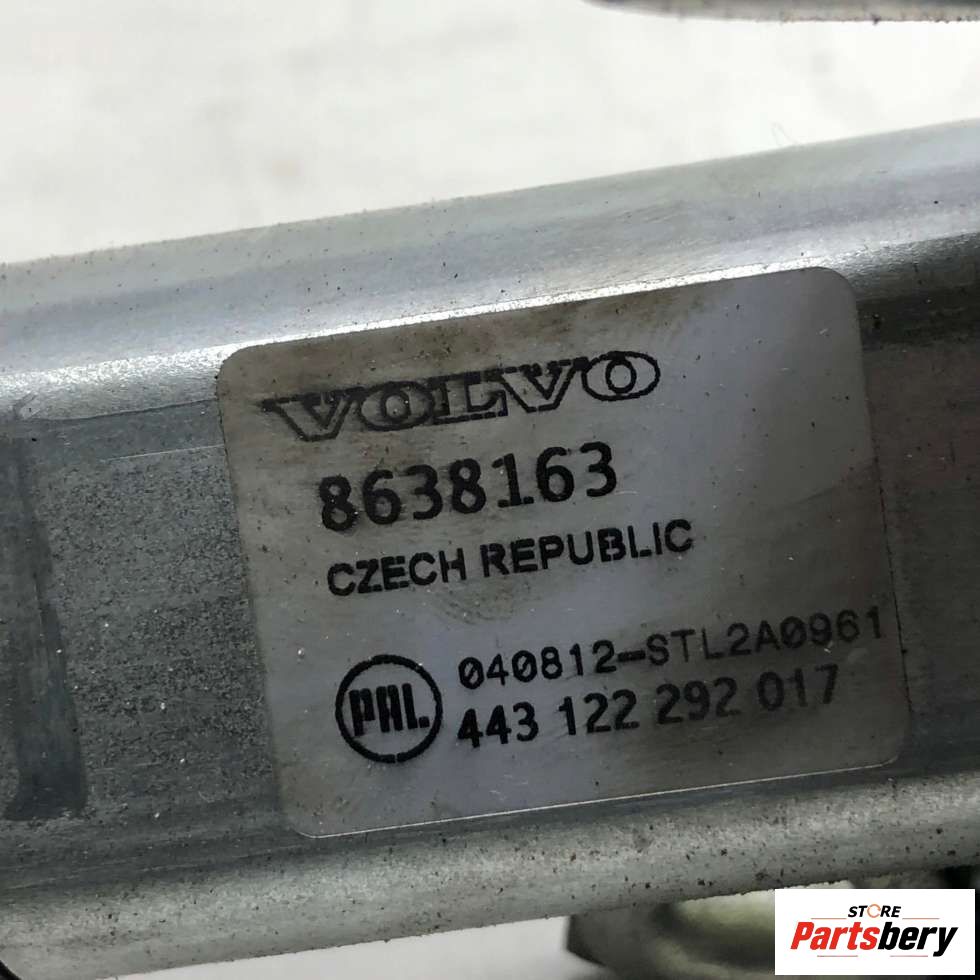 VOLVO
8638163
CZECH REPUBLIC
040812-STL2A0961
PAL
443 122 292 017
STORE
Partsbery